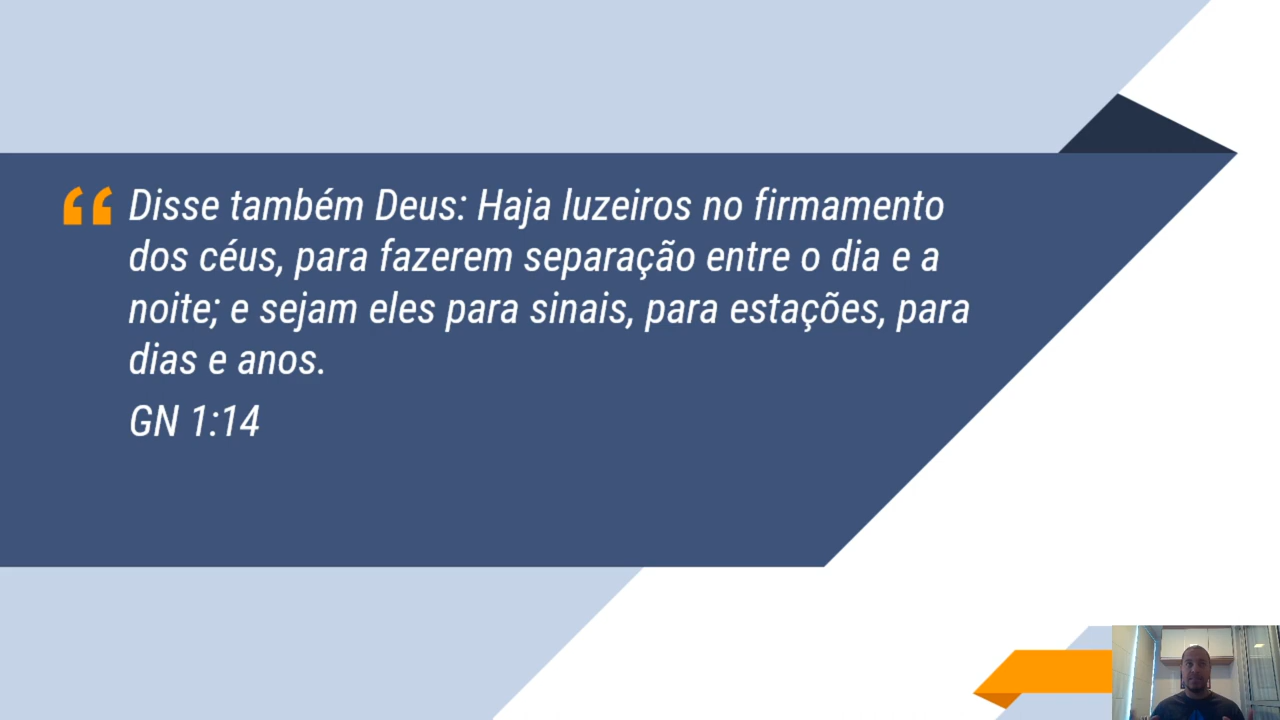 “ Disse também Deus: Haja luzeiros no firmamento
dos céus, para fazerem separação entre o dia e a
noite; e sejam eles para sinais, para estações, para
dias e anos.
GN 1:14